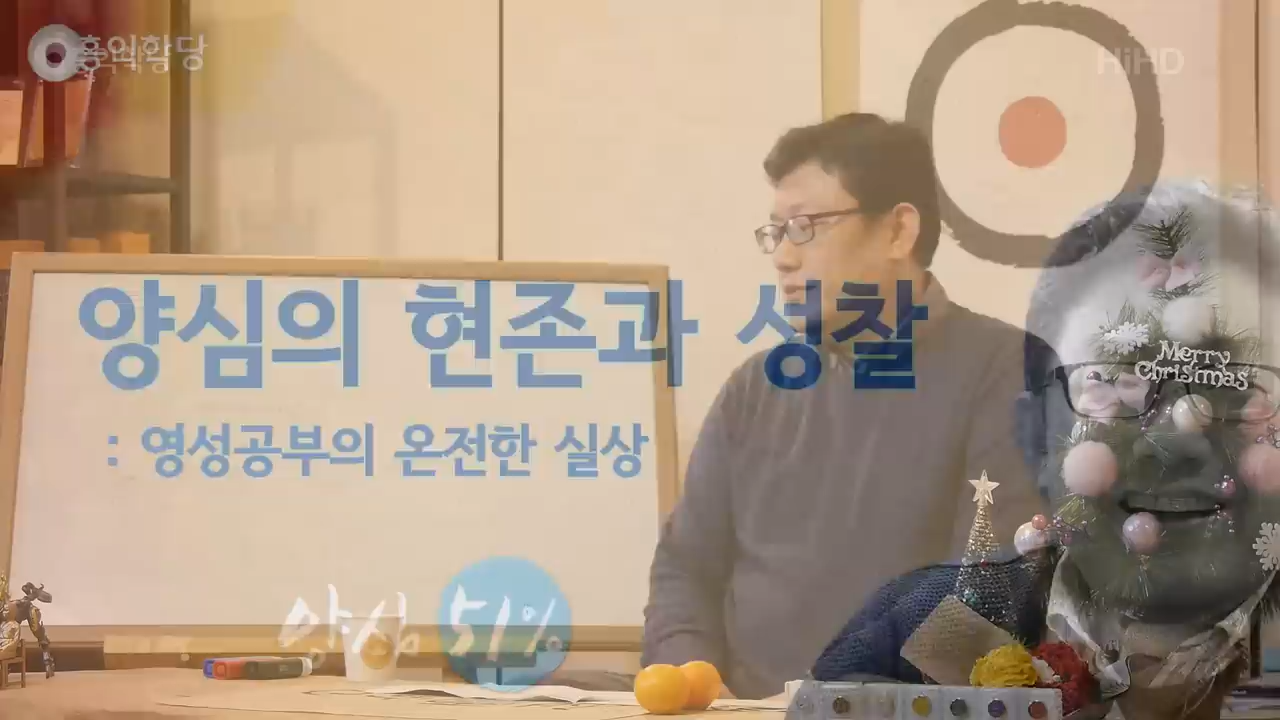 홍익학당
HiHD
양심의 현존과 성찰
: 영성공부의 온전한 실상
Merry
Christmas
양심 51%